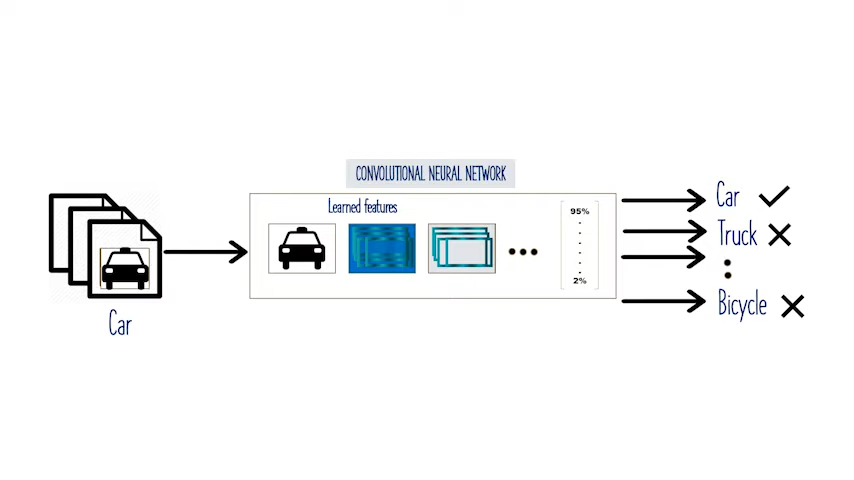 CONVOLUTIONAL NEURAL NETWORK
Learned features
95%
2%
Car
Car
Truck
Bicycle